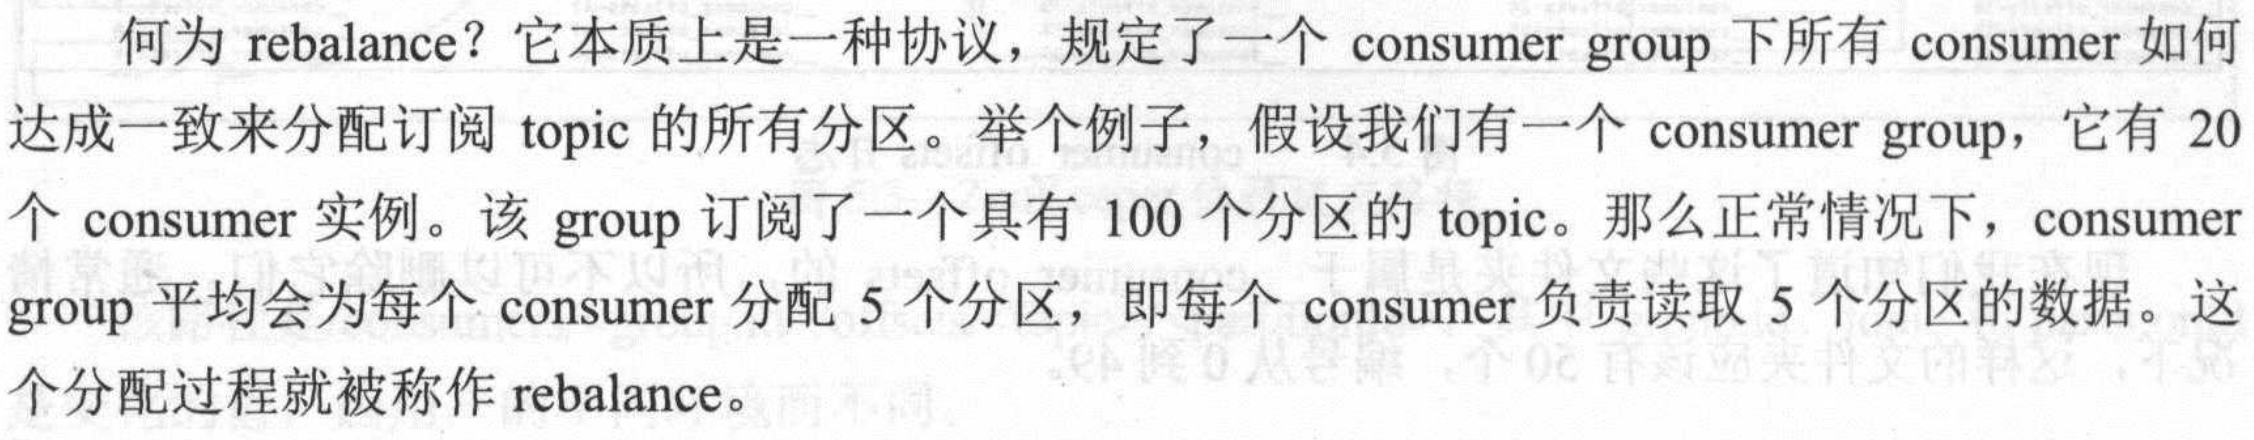 何为 rebalance？它本质上是一种协议，规定了一个 consumer group 下所有 consumer 如何
达成一致来分配订阅 topic 的所有分区。举个例子，假设我们有一个 consumer group，它有 20
个 consumer 实例。该 group 订阅了一个具有 100 个分区的 topic。那么正常情况下，consumer
group 平均会为每个 consumer 分配 5 个分区，即每个 consumer 负责读取 5 个分区的数据。这
个分配过程就被称作 rebalance。